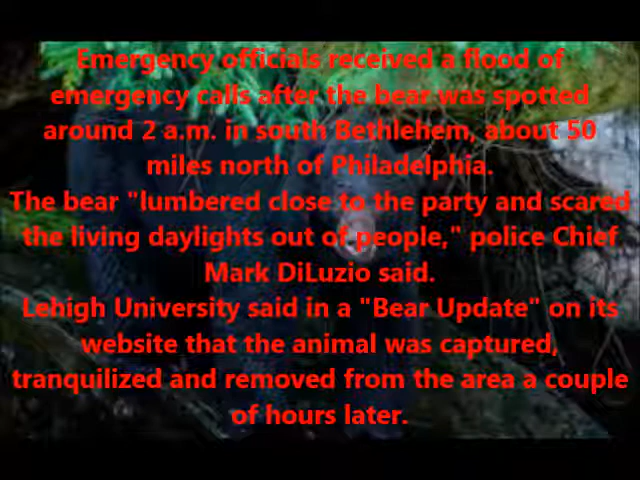 Emergency officials received a flood of
emergency calls after the bear was spotted
around 2 a.m. in south Bethlehem, about 50
miles north of Philadelphia.
The bear "lumbered close to the party and scared
the living daylights out of people," police Chief
Mark DiLuzio said.
Lehigh University said in a "Bear Update" on its
website that the animal was captured,
tranquilized and removed from the area a couple
of hours later.